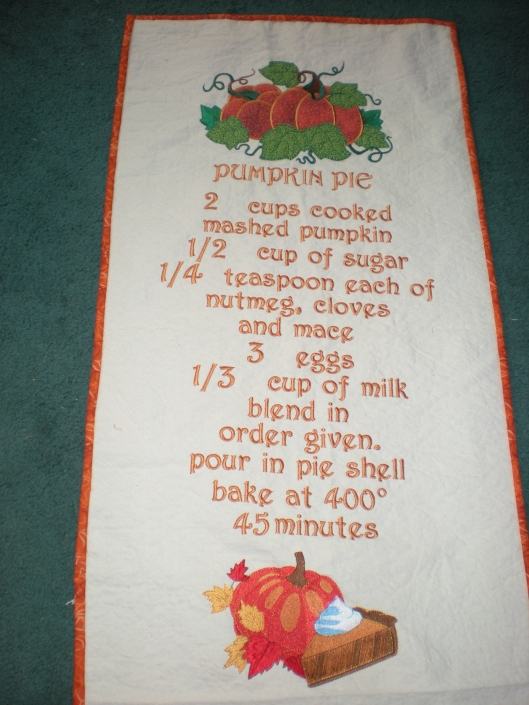 PUMPKIN PIE
2 cups cooked
mashed pumpkin
1/2 cup of sugar
1/4 teaspoon each of
nutmeg, cloves
and mace
3 eggs
1/3 cup of milk
blend in
order given.
pour in pie shell
bake at 400°
45 minutes